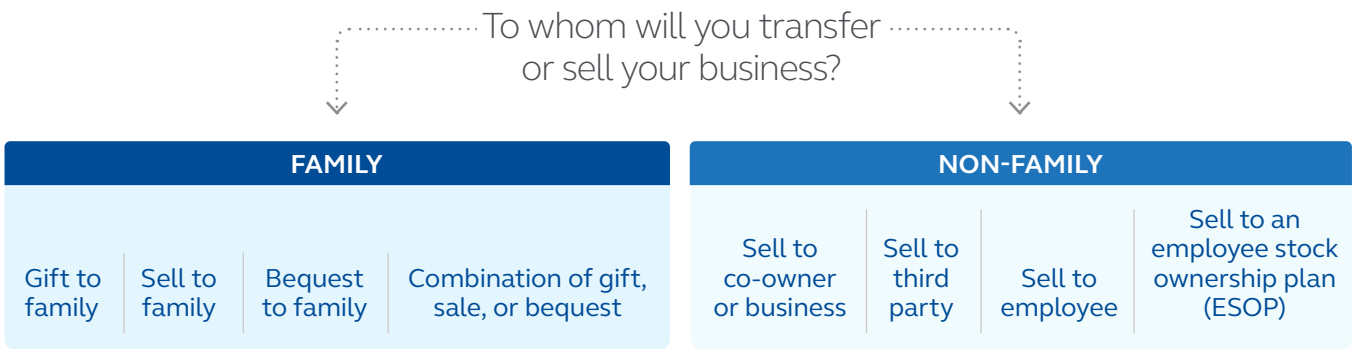 To whom will you transfer
or sell your business?
FAMILY
Gift to
family
Sell to
family
Bequest
to family
Combination of gift,
sale, or bequest
NON-FAMILY
Sell to
co-owner
or business
Sell to
third
party
Sell to
employee
Sell to an
employee stock
ownership plan
(ESOP)